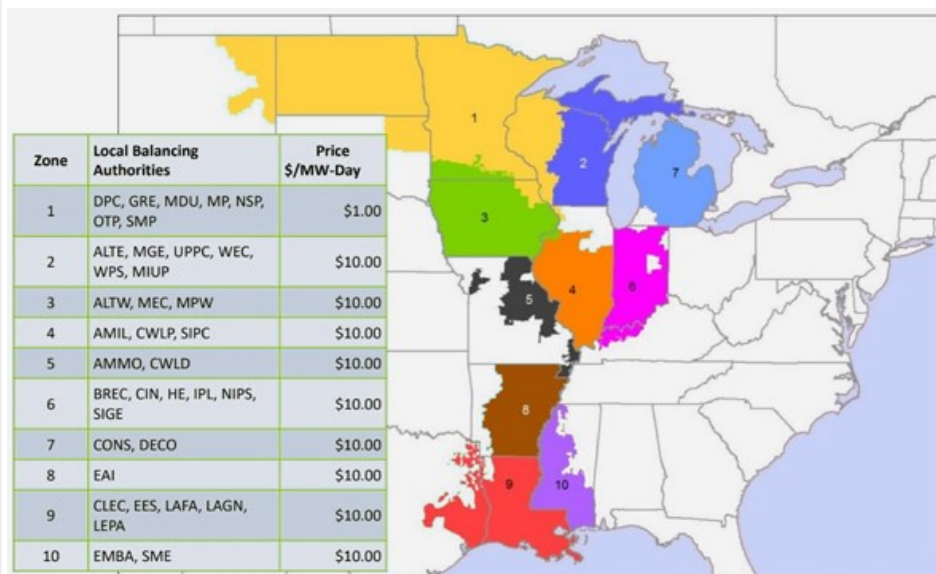 Zone
Local Balancing
Authorities
Price
$/MW-Day
1
DPC, GRE, MDU, MP, NSP,
OTP, SMP
$1.00
2
ALTE, MGE, UPPC, WEC,
WPS, MIUP
$10.00
3
ALTW, MEC, MPW
$10.00
4
AMIL, CWLP, SIPC
$10.00
5
AMMO, CWLD
$10.00
6
BREC, CIN, HE, IPL, NIPS,
SIGE
$10.00
7
CONS, DECO
$10.00
8
EAI
$10.00
9
CLEC, EES, LAFA, LAGN,
LEPA
$10.00
10
EMBA, SME
$10.00
1
2
7
3
4
6
5
8
9
10